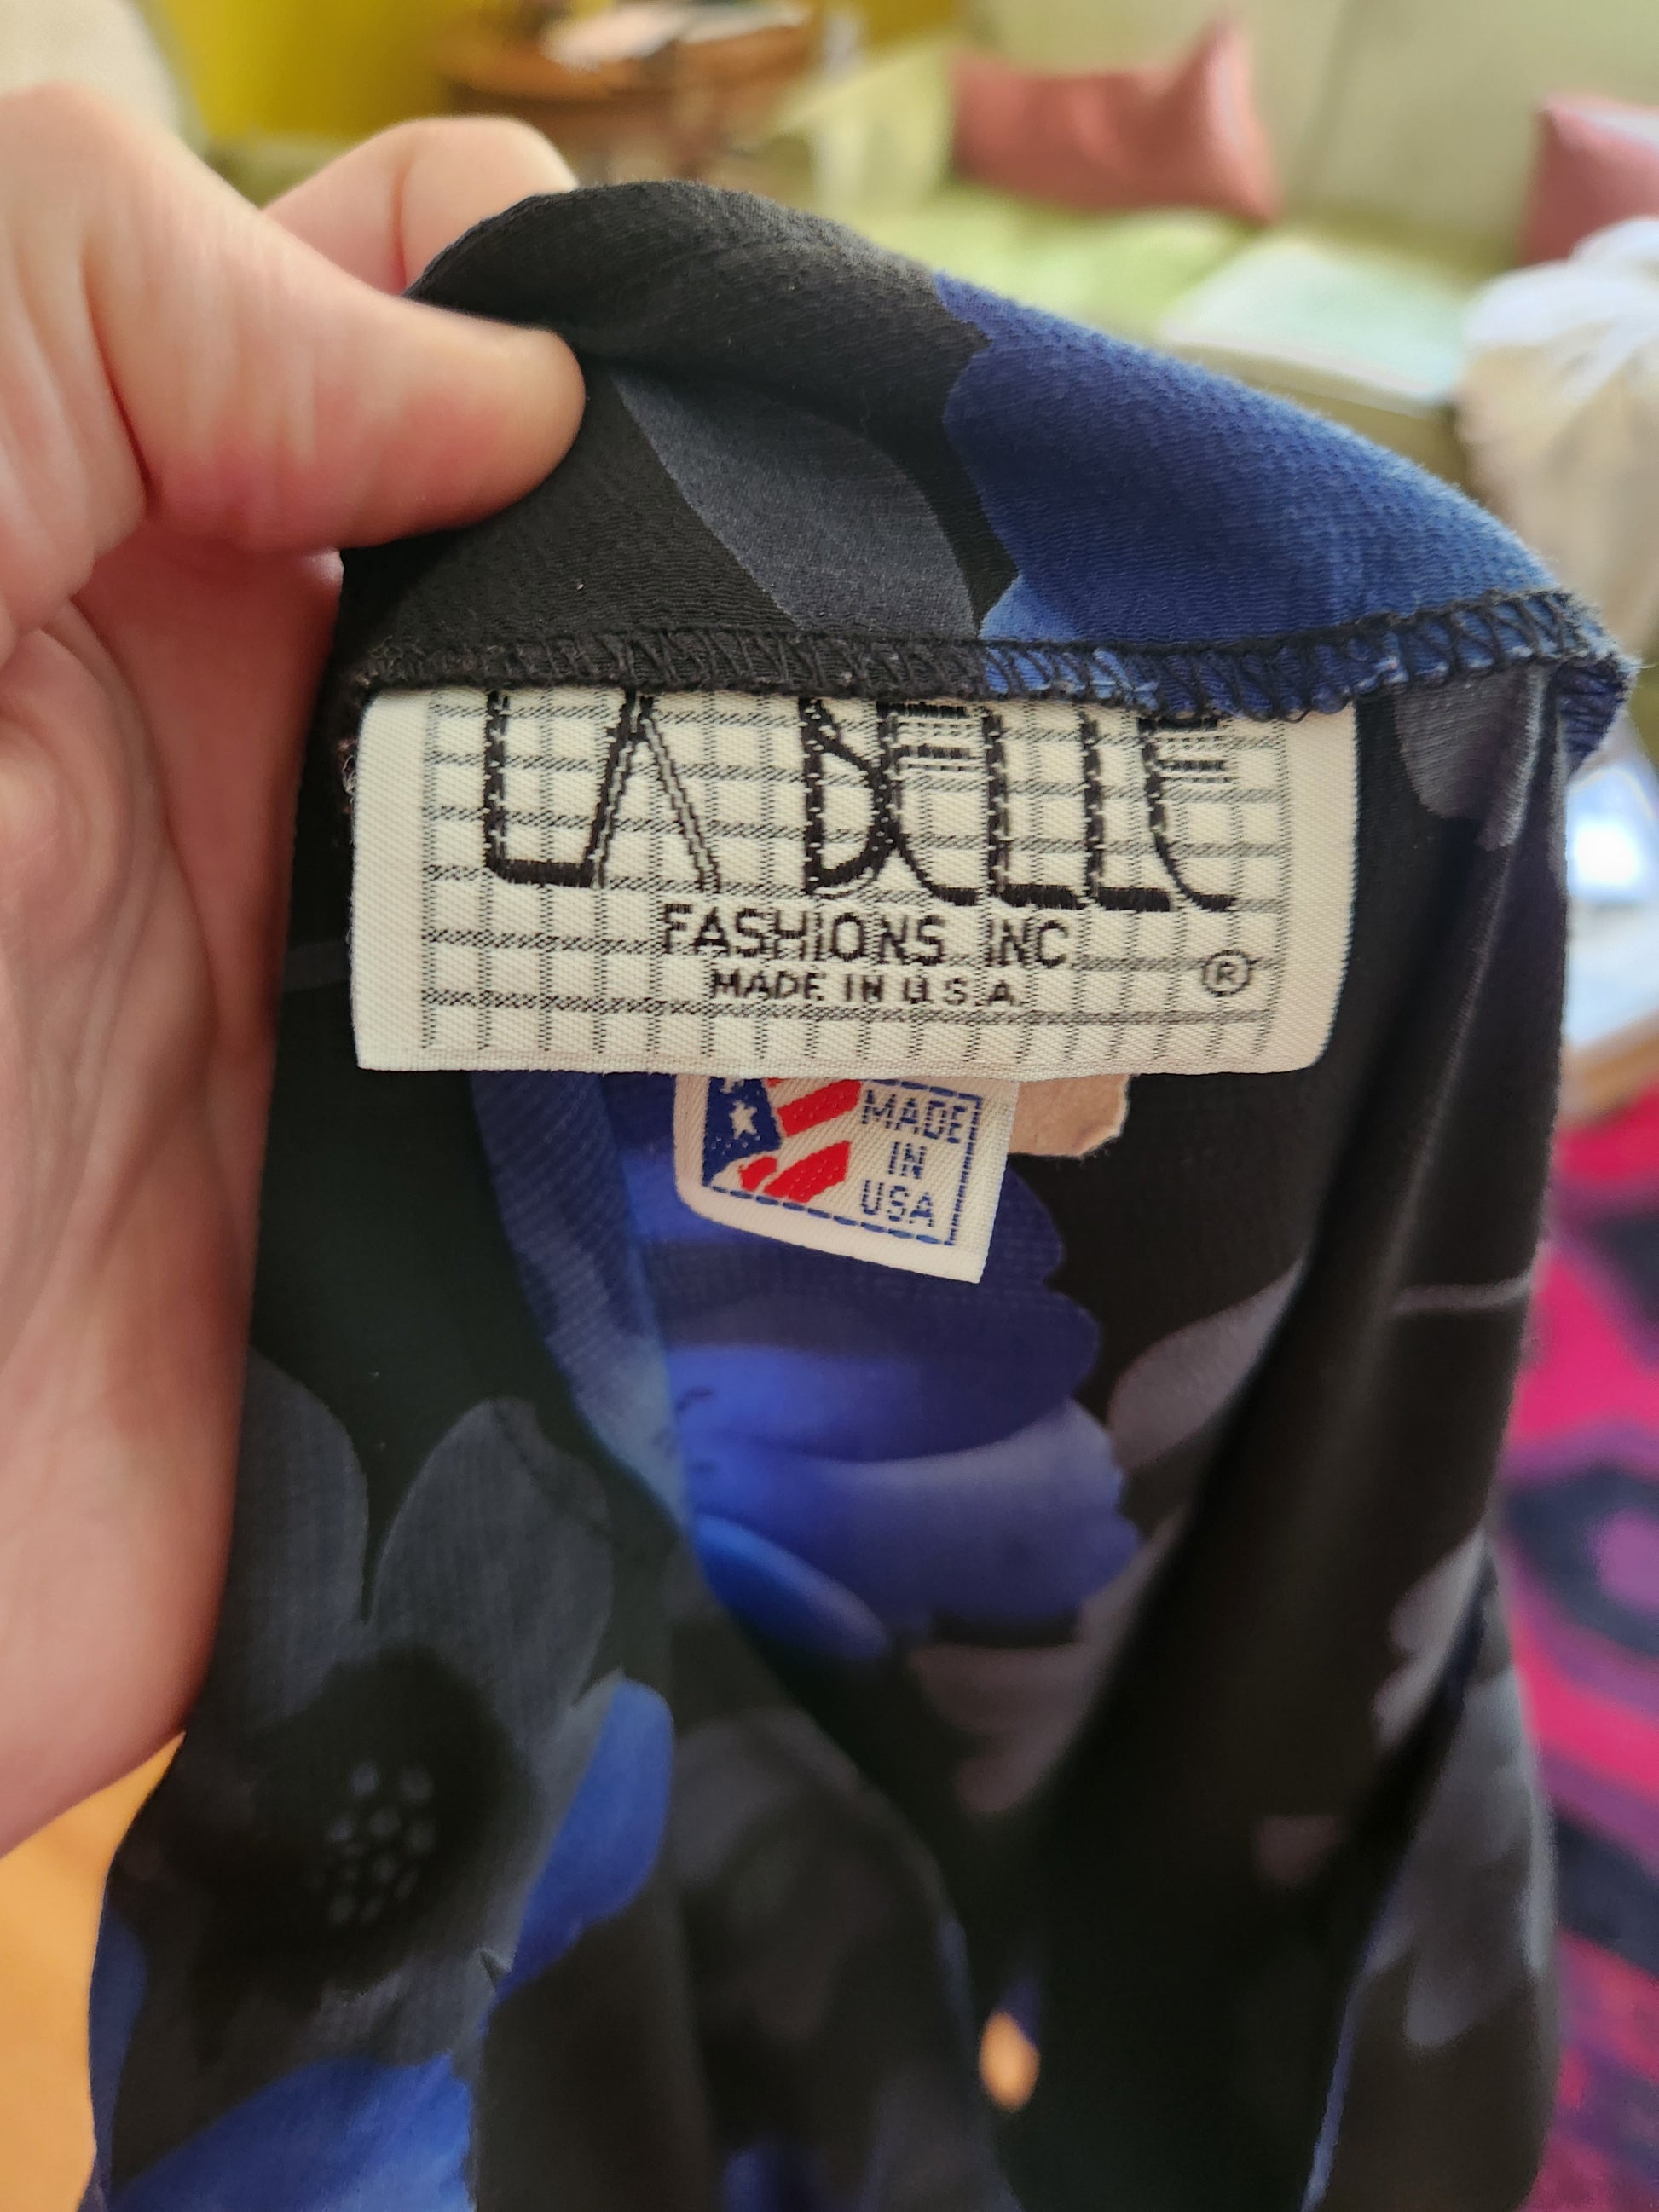 LA BELLE
FASHIONS INC.
MADE IN U.S.A.
®
MADE
IN
USA